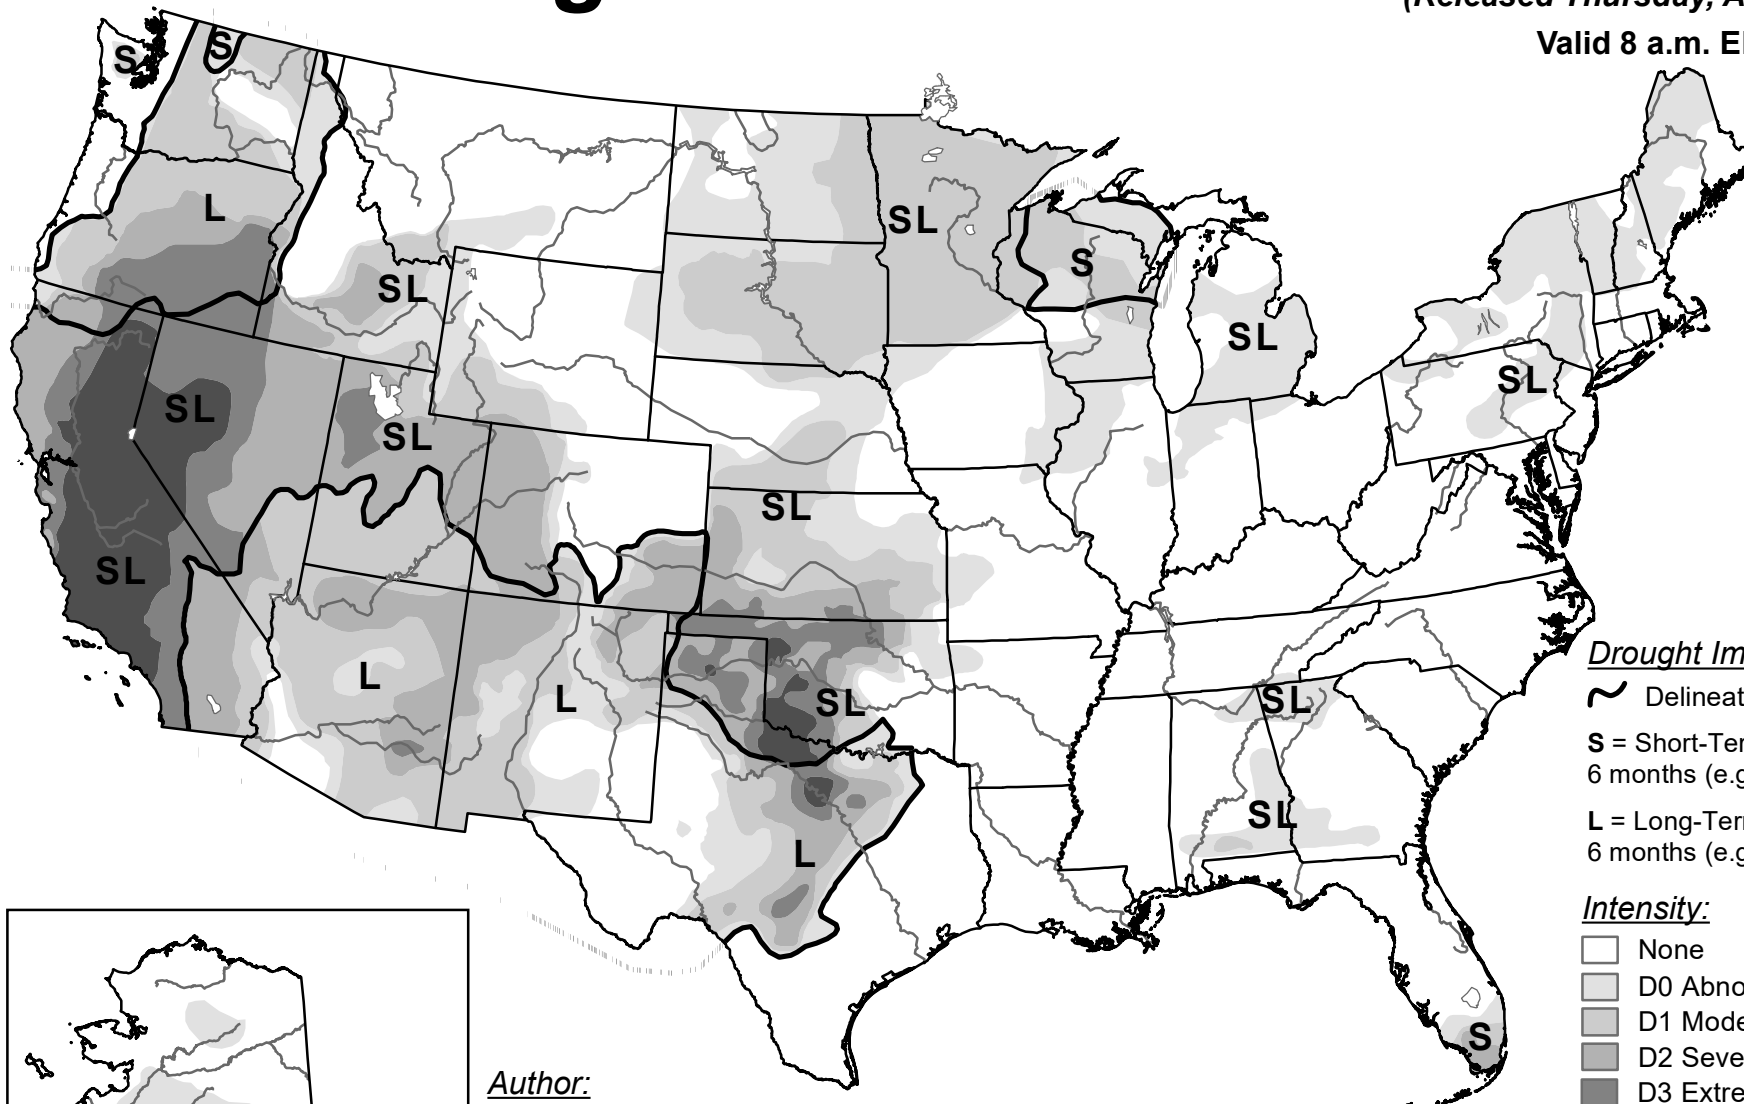 g
(Released Thursday, A
Valid 8 a.m. E
S
S
L
SL
SL
S
SL
SL
SL
SL
SL
SL
L
L
SL
SL
SL
L
S
Drought Im
Delineat
S = Short-Ter
6 months (e.g
L = Long-Terr
6 months (e.g
Intensity:
None
D0 Abno
D1 Mode
D2 Seve
D3 Extre
Author: